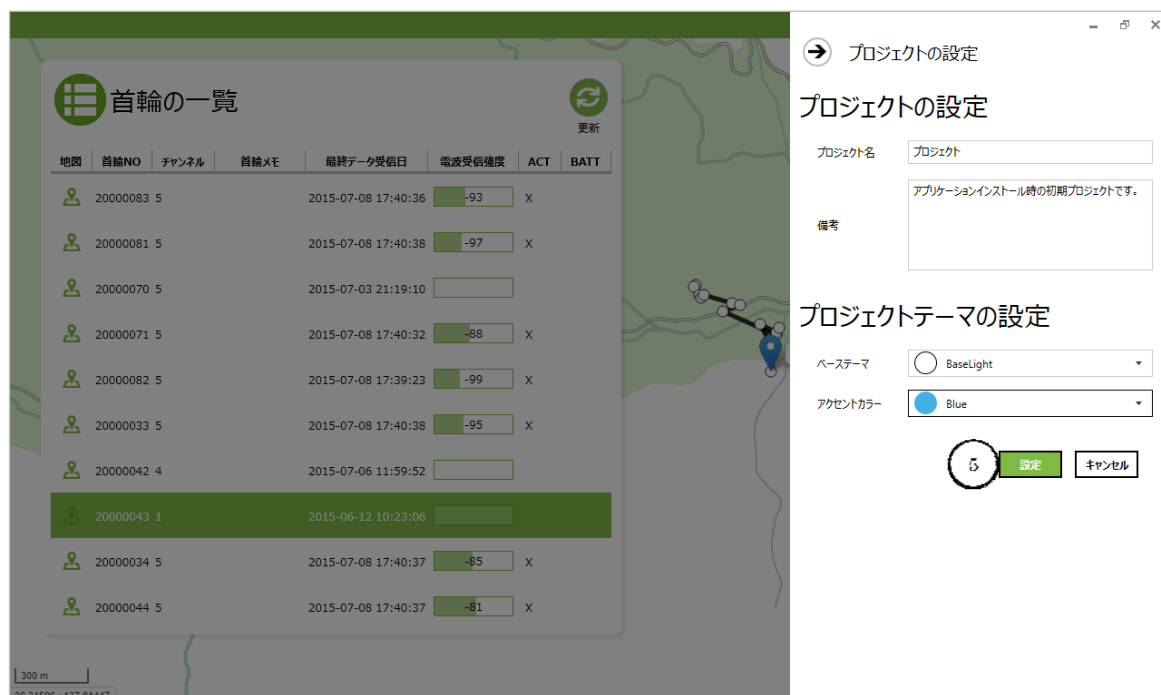 首輪の一覧
更新
地図 首輪NO チャンネル 首輪メモ 最終データ受信日 電波受信強度 ACT BATT
20000083 5 2015-07-08 17:40:36 -93 X
20000081 5 2015-07-08 17:40:38 -97 X
20000070 5 2015-07-03 21:19:10
20000071 5 2015-07-08 17:40:32 -88 X
20000082 5 2015-07-08 17:39:23 -99 X
20000033 5 2015-07-08 17:40:38 -95 X
20000042 4 2015-07-06 11:59:52
20000043 1 2015-06-12 10:23:06
20000034 5 2015-07-08 17:40:37 -85 X
20000044 5 2015-07-08 17:40:37 -81 X
300 m
プロジェクトの設定
プロジェクトの設定
プロジェクト名 プロジェクト
備考 アプリケーションインストール時の初期プロジェクトです。
プロジェクトテーマの設定
ベーステーマ BaseLight
アクセントカラー Blue
5 設定 キャンセル